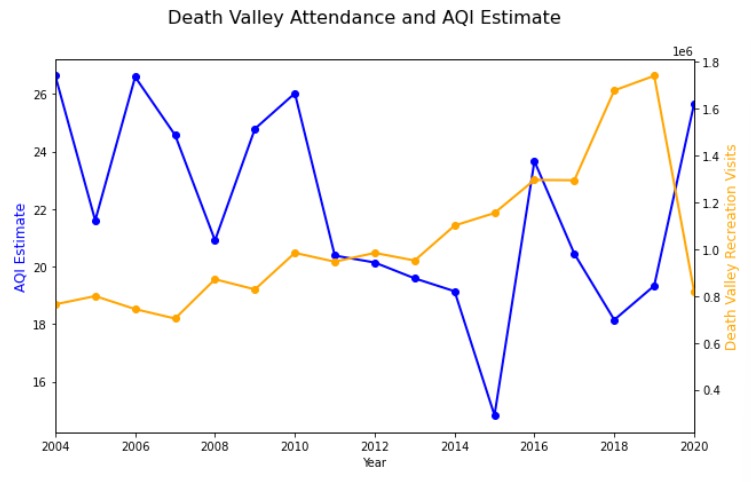 Death Valley Attendance and AQI Estimate
1e6
26
24
22
20
18
16
AQI Estimate
1.8
1.6
1.4
1.2
1.0
0.8
0.6
0.4
Death Valley Recreation Visits
2004 2006 2008 2010 2012 2014 2016 2018 2020
Year